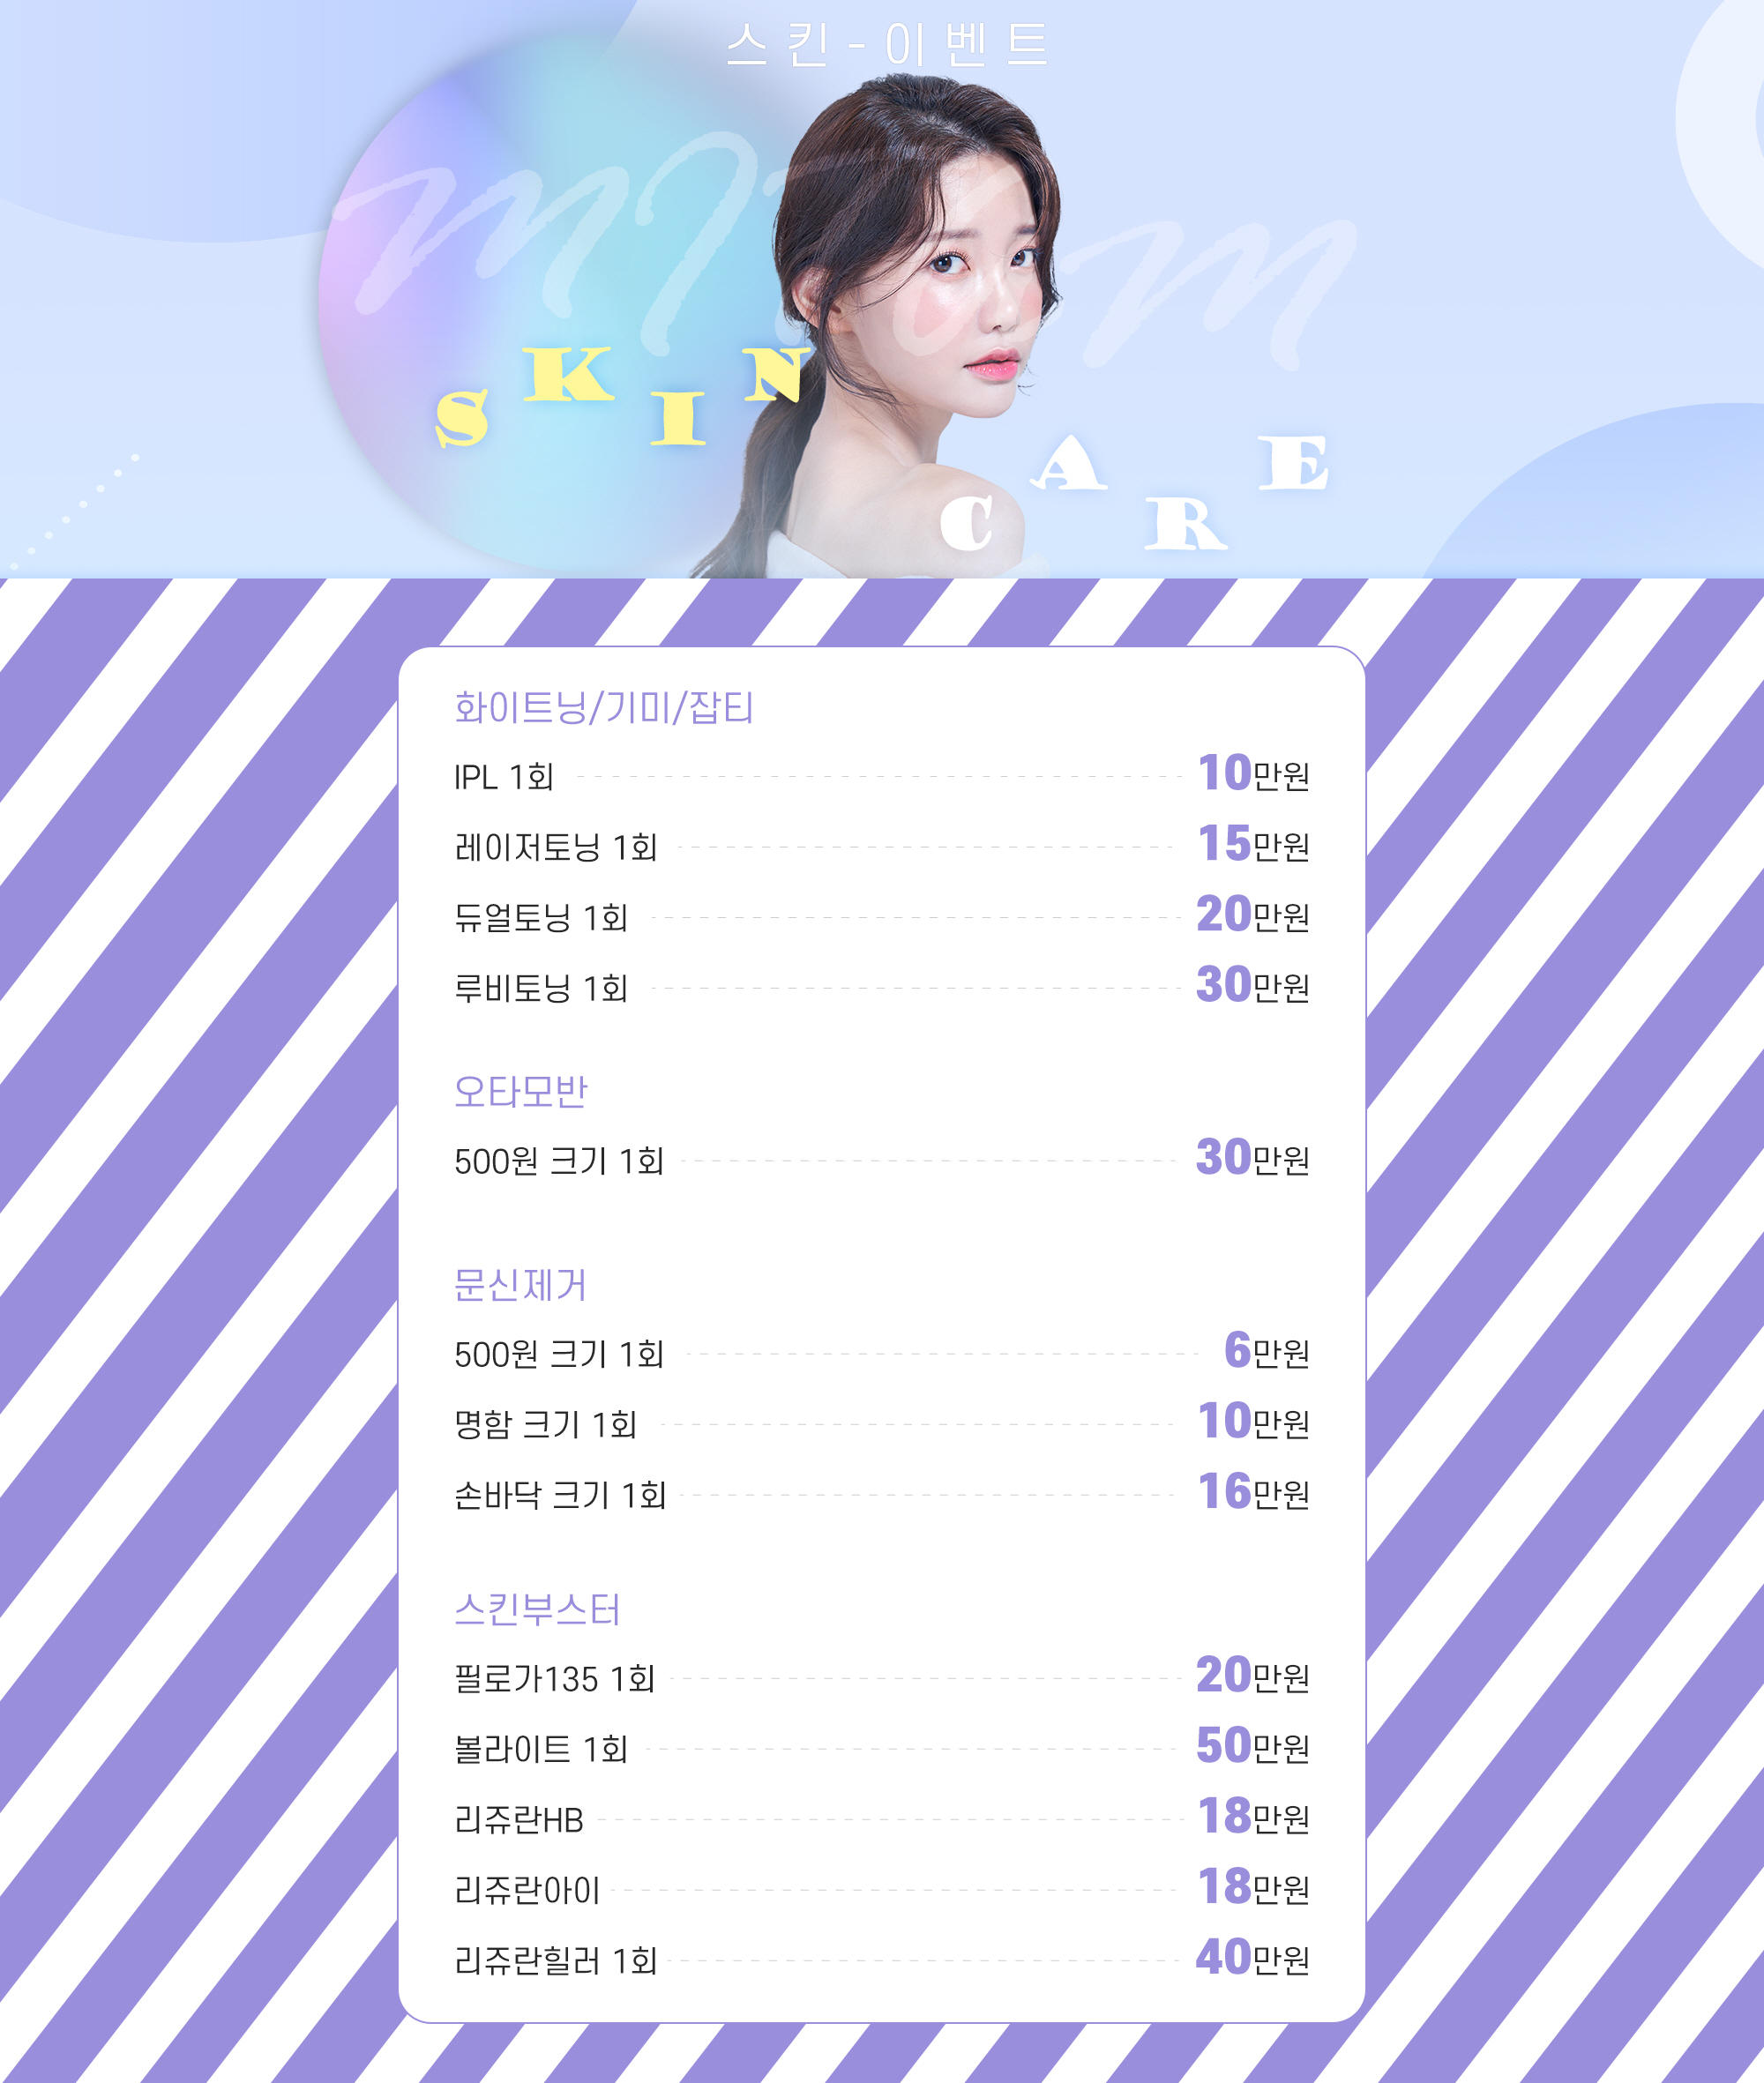 스킨-이벤트
SKIN
CARE
화이트닝/기미/잡티
IPL 1회 10만원
레이저토닝 1회 15만원
듀얼토닝 1회 20만원
루비토닝 1회 30만원
오타모반
500원 크기 1회 30만원
문신제거
500원 크기 1회 6만원
명함 크기 1회 10만원
손바닥 크기 1회 16만원
스킨부스터
필로가135 1회 20만원
볼라이트 1회 50만원
리쥬란HB 18만원
리쥬란아이 18만원
리쥬란힐러 1회 40만원